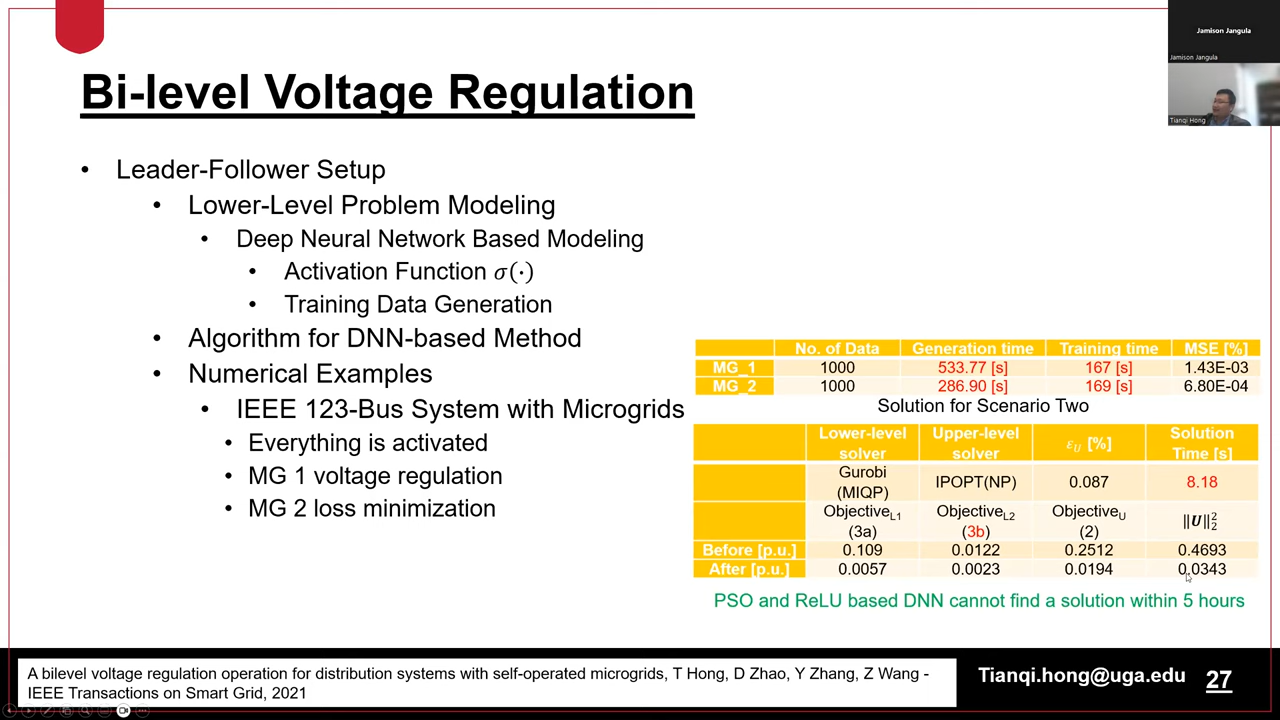 Jamison Jangula
Jamison Jangula
Tianqi Hong
Bi-level Voltage Regulation
• Leader-Follower Setup
• Lower-Level Problem Modeling
• Deep Neural Network Based Modeling
• Activation Function σ(·)
• Training Data Generation
• Algorithm for DNN-based Method
• Numerical Examples
• IEEE 123-Bus System with Microgrids
• Everything is activated
• MG 1 voltage regulation
• MG 2 loss minimization
No. of Data Generation time Training time MSE [%]
MG_1 1000 533.77 [s] 167 [s] 1.43E-03
MG_2 1000 286.90 [s] 169 [s] 6.80E-04
Solution for Scenario Two
Lower-level solver Upper-level solver ε_U [%] Solution Time [s]
Gurobi (MIQP) IPOPT(NP) 0.087 8.18
Objective_L1 (3a) Objective_L2 (3b) Objective_U (2) ‖U‖₂²
Before [p.u.] 0.109 0.0122 0.2512 0.4693
After [p.u.] 0.0057 0.0023 0.0194 0.0343
PSO and ReLU based DNN cannot find a solution within 5 hours
A bilevel voltage regulation operation for distribution systems with self-operated microgrids, T Hong, D Zhao, Y Zhang, Z Wang -
IEEE Transactions on Smart Grid, 2021
Tianqi.hong@uga.edu 27